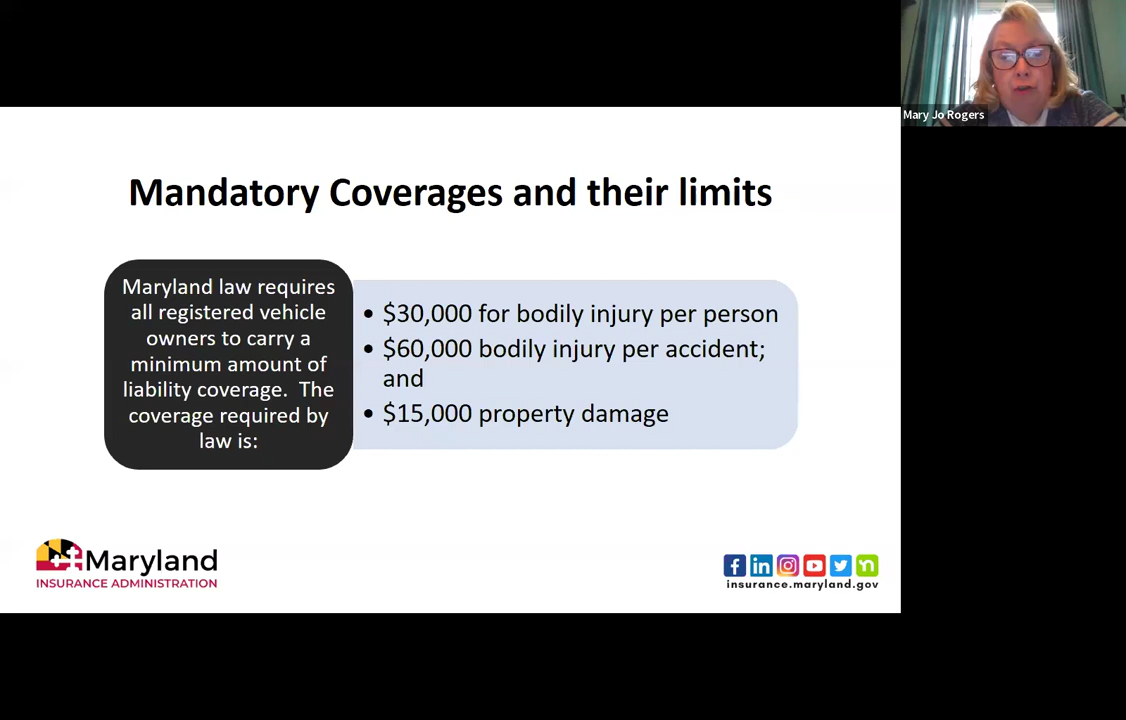 Mary Jo Rogers
Mandatory Coverages and their limits
Maryland law requires
all registered vehicle
owners to carry a
minimum amount of
liability coverage.  The
coverage required by
law is:
• $30,000 for bodily injury per person
• $60,000 bodily injury per accident;
and
• $15,000 property damage
Maryland
INSURANCE ADMINISTRATION
insurance.maryland.gov